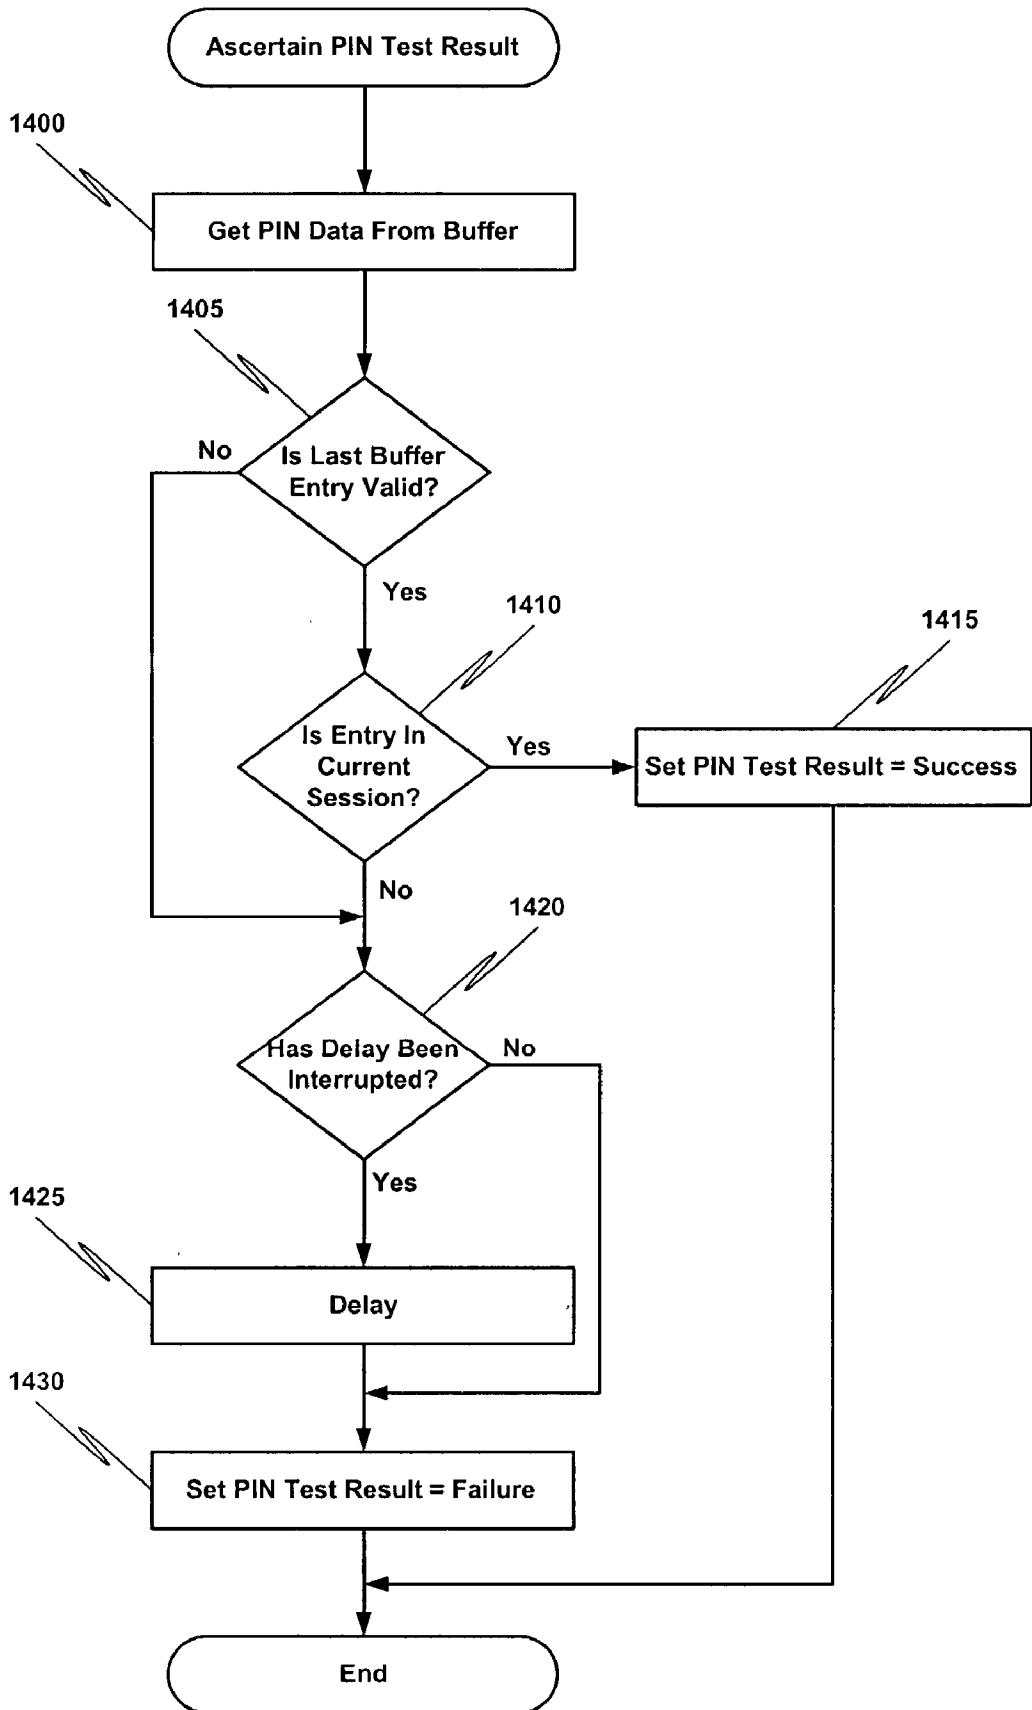 Ascertain PIN Test Result
1400
Get PIN Data From Buffer
1405
No
Is Last Buffer
Entry Valid?
Yes
1410
1415
Is Entry In
Current
Session?
Yes
Set PIN Test Result = Success
No
1420
Has Delay Been
Interrupted?
No
Yes
1425
Delay
1430
Set PIN Test Result = Failure
End